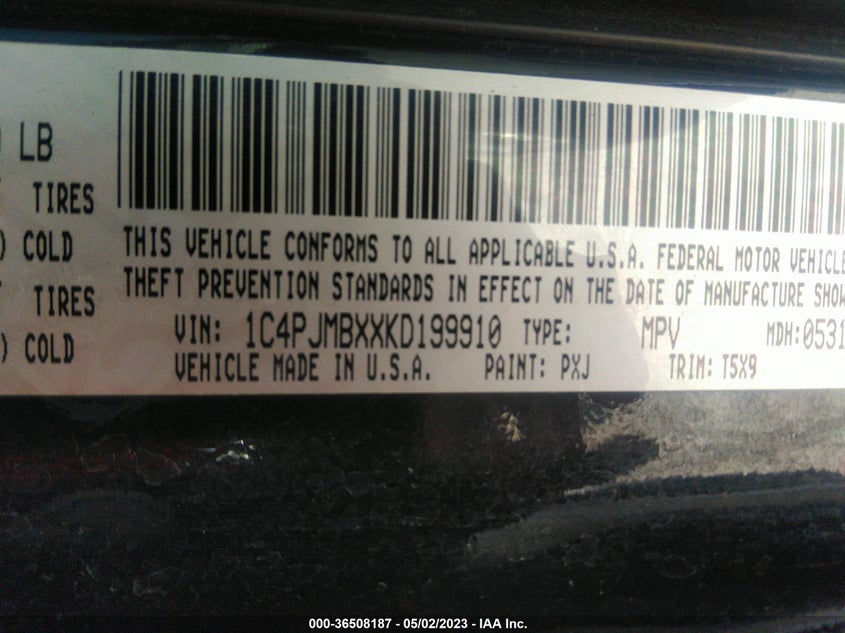 LB
TIRES
) COLD
TIRES
) COLD
THIS VEHICLE CONFORMS TO ALL APPLICABLE U.S.A. FEDERAL MOTOR VEHICLE
THEFT PREVENTION STANDARDS IN EFFECT ON THE DATE OF MANUFACTURE SHOW
VIN: 1C4PJMBXXKD199910 TYPE: MPV MDH:0531
VEHICLE MADE IN U.S.A. PAINT: PXJ TRIM: T5X9
000-36508187 - 05/02/2023 - IAA Inc.